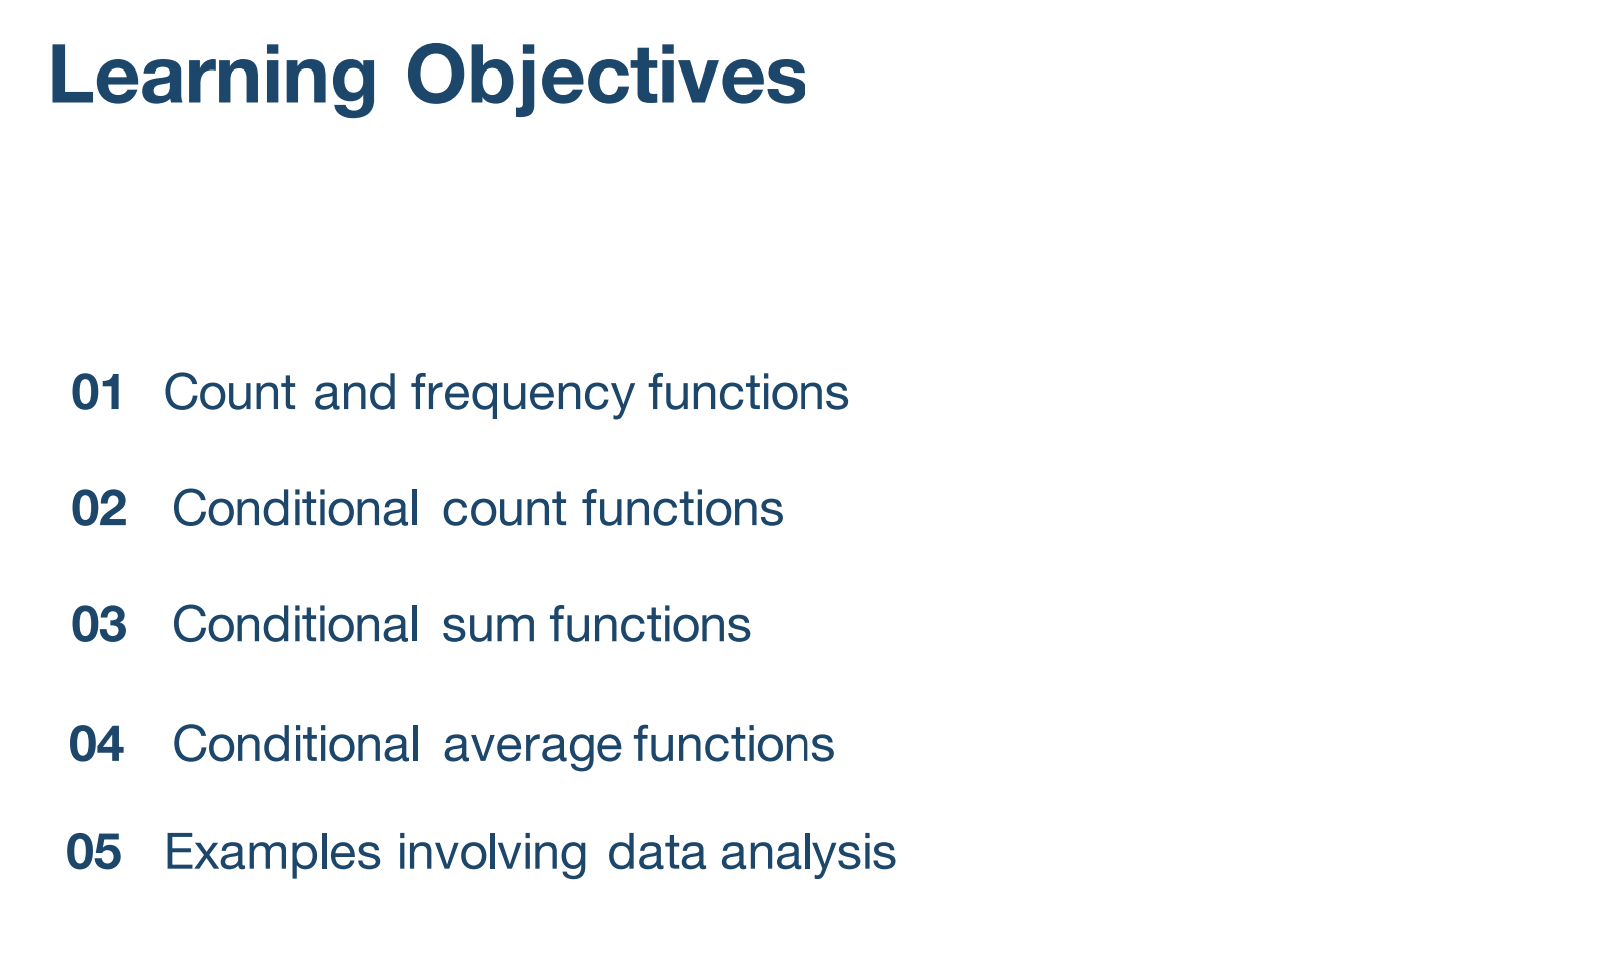 Learning Objectives
01 Count and frequency functions
02 Conditional count functions
03 Conditional sum functions
04 Conditional average functions
05 Examples involving data analysis